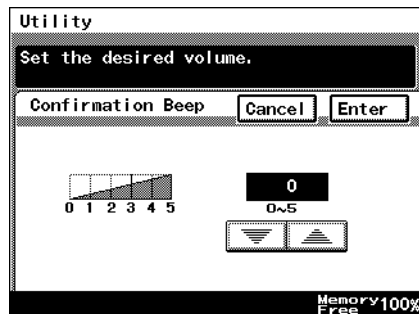 Utility
Set the desired volume.
Confirmation Beep Cancel Enter
0
0 1 2 3 4 5 0~5
Memory Free 100%